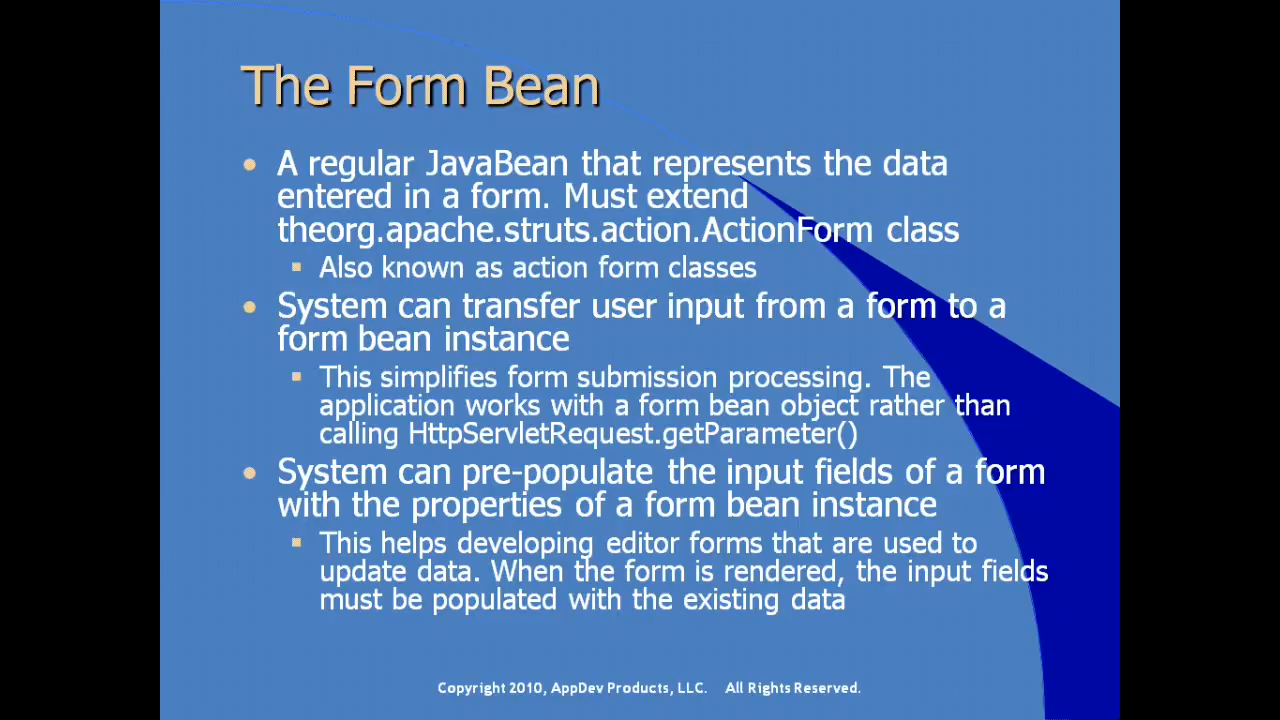 The Form Bean
A regular JavaBean that represents the data
entered in a form. Must extend
theorg.apache.struts.action.ActionForm class
Also known as action form classes
System can transfer user input from a form to a
form bean instance
This simplifies form submission processing. The
application works with a form bean object rather than
calling HttpServletRequest.getParameter()
System can pre-populate the input fields of a form
with the properties of a form bean instance
This helps developing editor forms that are used to
update data. When the form is rendered, the input fields
must be populated with the existing data
Copyright 2010, AppDev Products, LLC. All Rights Reserved.